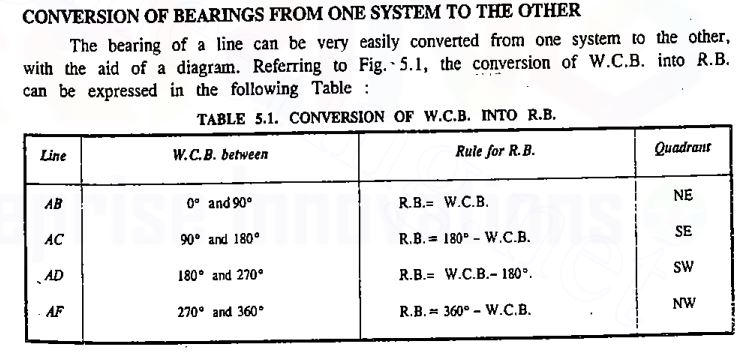 CONVERSION OF BEARINGS FROM ONE SYSTEM TO THE OTHER
The bearing of a line can be very easily converted from one system to the other,
with the aid of a diagram. Referring to Fig. 5.1, the conversion of W.C.B. into R.B.
can be expressed in the following Table :
TABLE 5.1. CONVERSION OF W.C.B. INTO R.B.
Line W.C.B. between Rule for R.B. Quadrant
AB 0° and 90° R.B.= W.C.B. NE
AC 90° and 180° R.B. = 180° – W.C.B. SE
AD 180° and 270° R.B.= W.C.B.– 180°. SW
AF 270° and 360° R.B. = 360° – W.C.B. NW